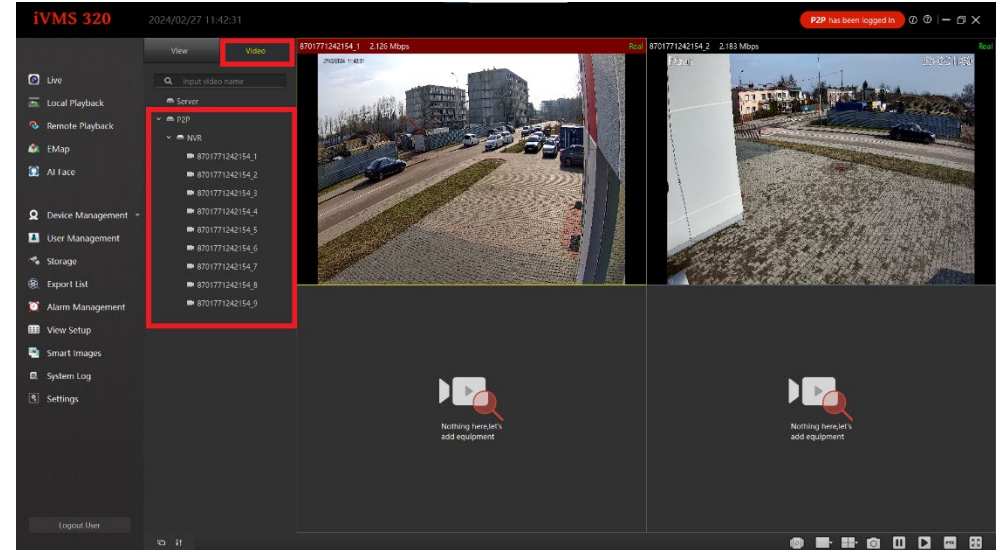 iVMS 320
2024/02/27 11:42:31
P2P has been logged in
View
Video
Input video name
Server
P2P
NVR
8701771242154_1
8701771242154_2
8701771242154_3
8701771242154_4
8701771242154_5
8701771242154_6
8701771242154_7
8701771242154_8
8701771242154_9
Live
Local Playback
Remote Playback
EMap
AI Face
Device Management
User Management
Storage
Export List
Alarm Management
View Setup
Smart Images
System Log
Settings
Logout User
8701771242154_1 2.126 Mbps
Real
8701771242154_2 2.183 Mbps
Real
Nothing here,let's
add equipment
Nothing here,let's
add equipment